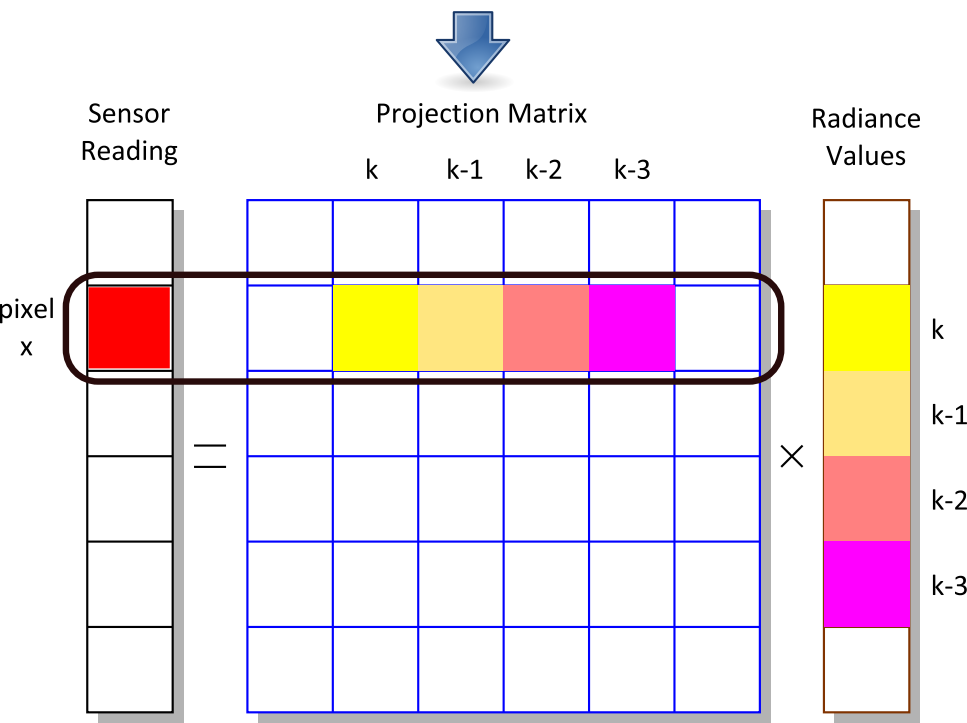 Sensor
Reading
Projection Matrix
Radiance
Values
k k-1 k-2 k-3
pixel
x
=
×
k
k-1
k-2
k-3